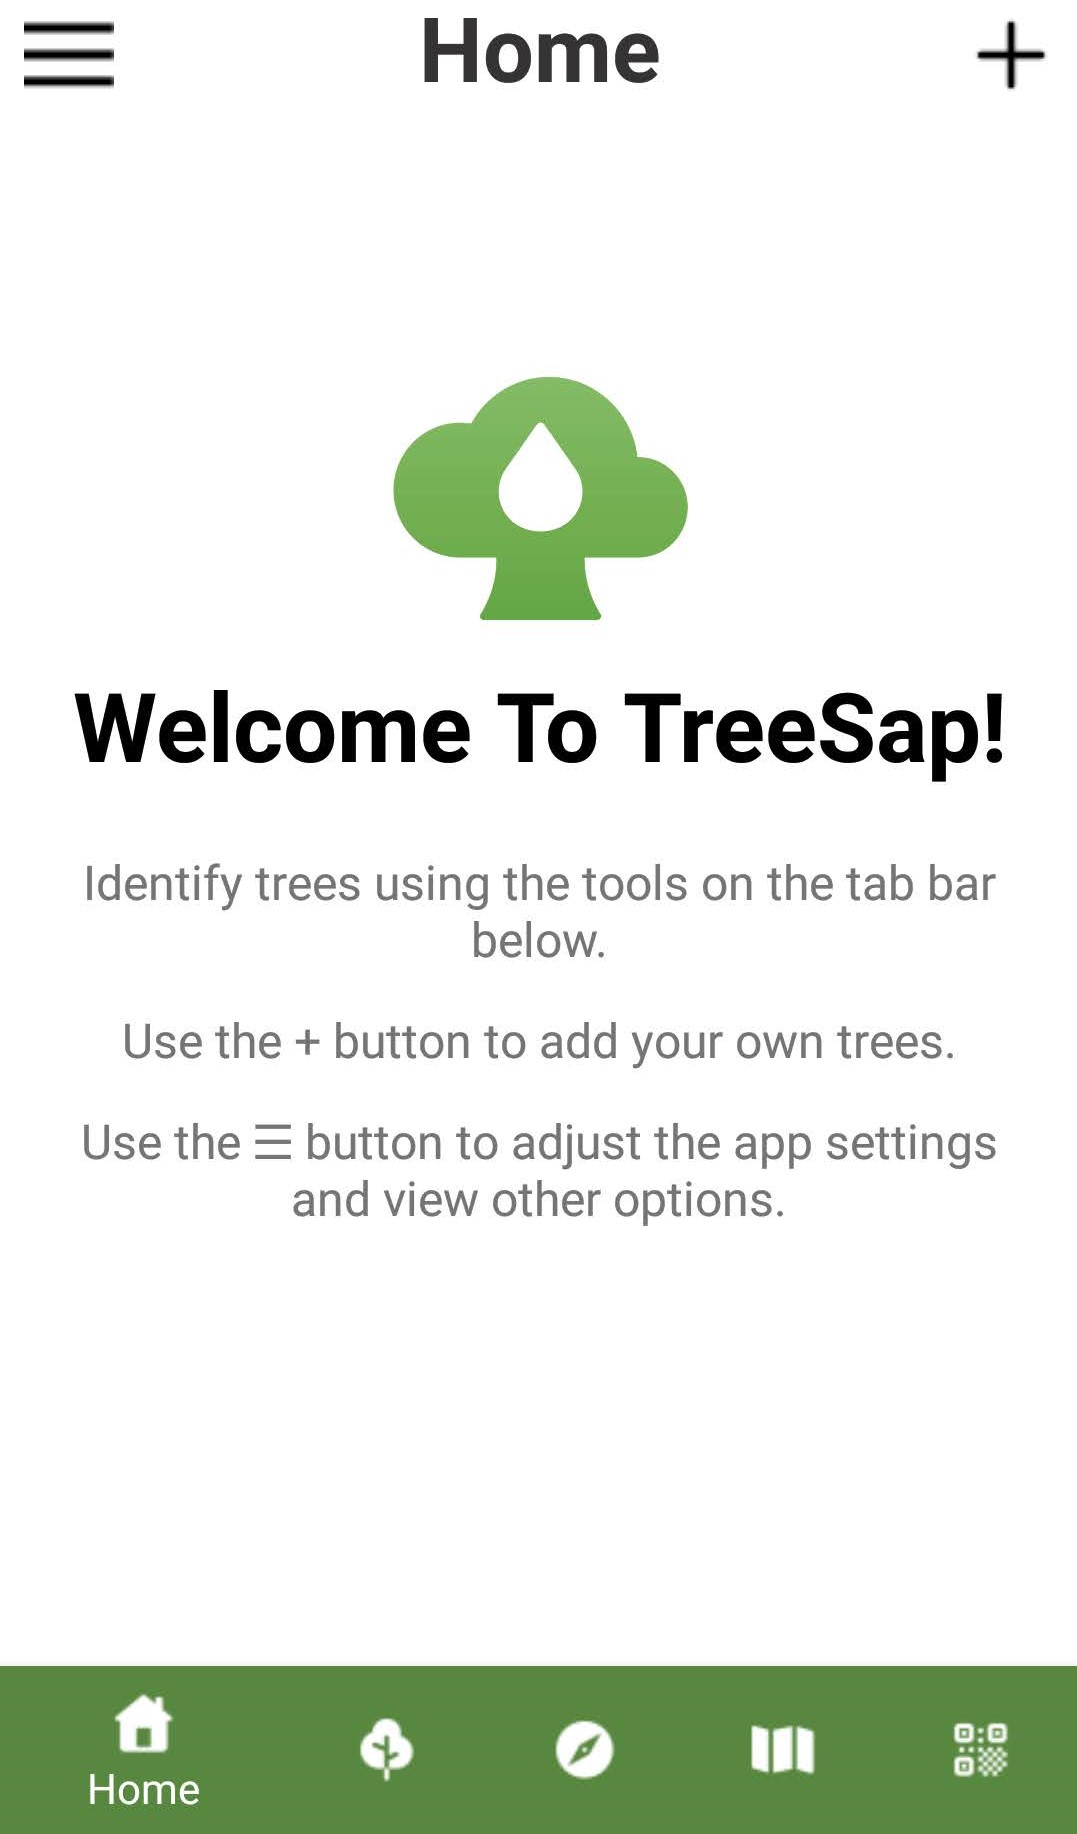 Home
Welcome To TreeSap!
Identify trees using the tools on the tab bar
below.
Use the + button to add your own trees.
Use the ☰ button to adjust the app settings
and view other options.
Home